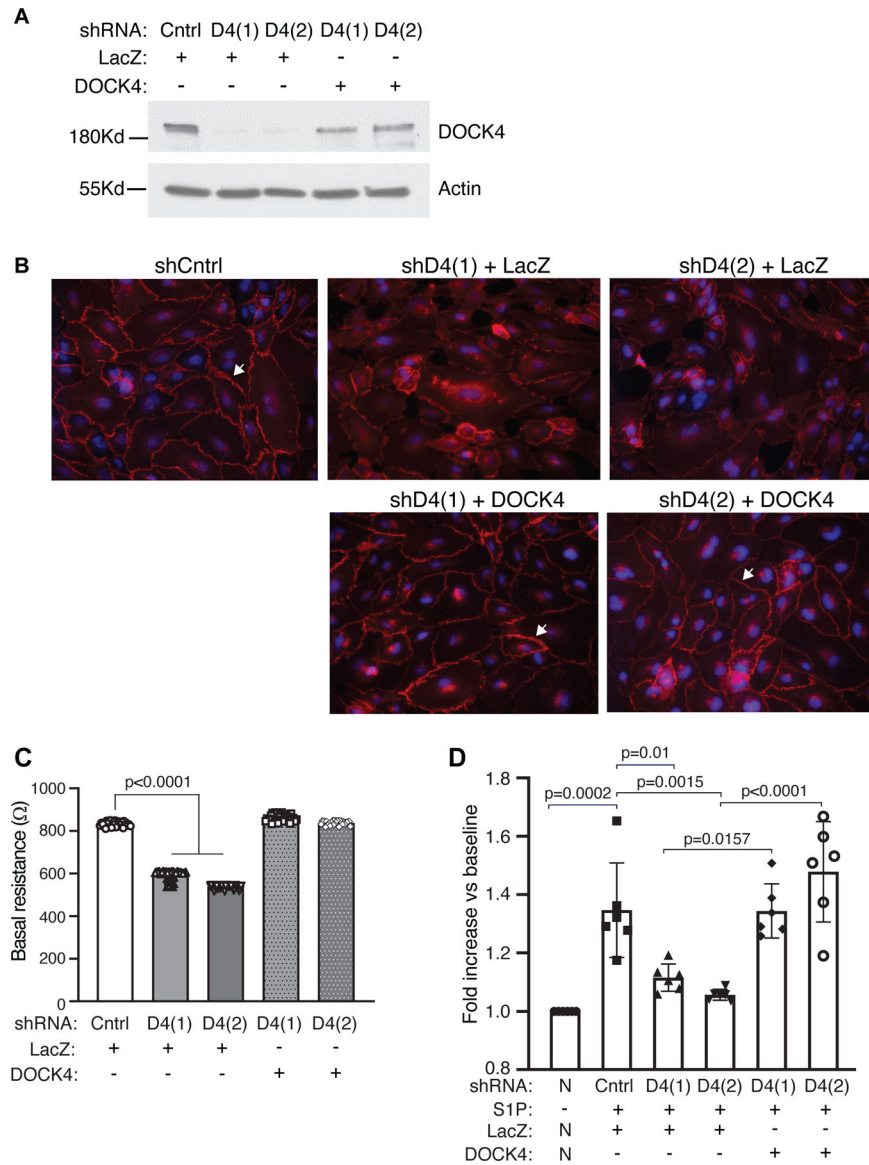 A
shRNA: Cntrl D4(1) D4(2) D4(1) D4(2)
LacZ: + + + - -
DOCK4: - - - + +
180Kd DOCK4
55Kd Actin
B
shCntrl shD4(1) + LacZ shD4(2) + LacZ
shD4(1) + DOCK4 shD4(2) + DOCK4
C
p<0.0001
Basal resistance (Ω)
1000
800
600
400
200
0
shRNA: Cntrl D4(1) D4(2) D4(1) D4(2)
LacZ: + + + - -
DOCK4: - - - + +
D
p=0.01
p=0.0002 p=0.0015 p<0.0001
p=0.0157
Fold increase vs baseline
1.8
1.6
1.4
1.2
1.0
0.8
shRNA: N Cntrl D4(1) D4(2) D4(1) D4(2)
S1P: - + + + + +
LacZ: N + + + - -
DOCK4: N - - - + +